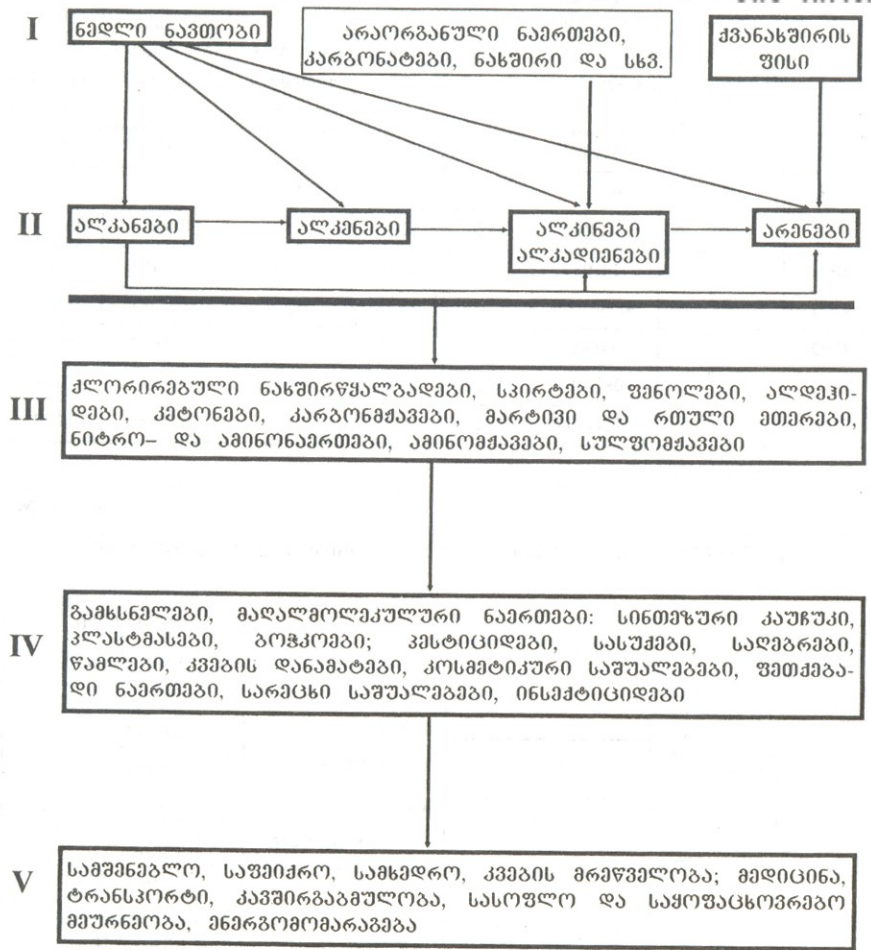 I
ნედლი ნავთობი
არაორგანული ნაერთები,
კარბონატები, ნახშირი და სხვ.
ქვანახშირის
ფისი
II
ალკანები
ალკენები
ალკინები
ალკადიენები
არენები
III
ქლორირებული ნახშირწყალბადები, სპირტები, ფენოლები, ალდეჰი-
დები, კეტონები, კარბონმჟავები, მარტივი და რთული ეთერები,
ნიტრო– და ამინონაერთები, ამინომჟავები, სულფომჟავები
IV
გამხსნელები, მაღალმოლეკულური ნაერთები: სინთეზური კაუჩუკი,
პლასტმასები, ბოჭკოები; პესტიციდები, სასუქები, საღებრები,
წამლები, კვების დანამატები, კოსმეტიკური საშუალებები, ფეთქება-
დი ნაერთები, სარეცხი საშუალებები, ინსექტიციდები
V
სამშენებლო, საფეიქრო, სამხედრო, კვების მრეწველობა; მედიცინა,
ტრანსპორტი, კავშირგაბმულობა, სასოფლო და საყოფაცხოვრებო
მეურნეობა, ენერგომომარაგება